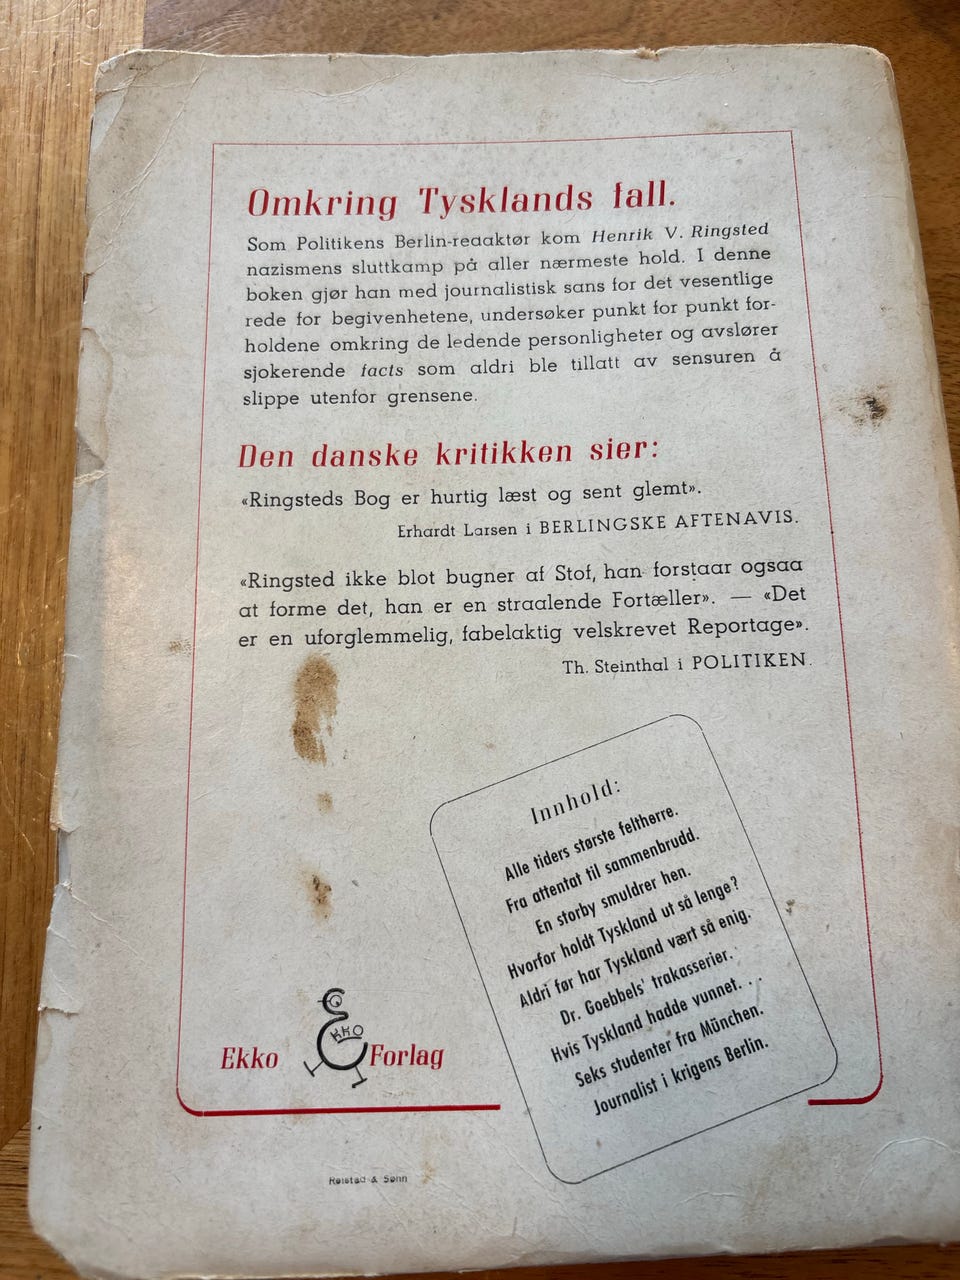 Omkring Tysklands fall.
Som Politikens Berlin-redaktør kom Henrik V. Ringsted
nazismens sluttkamp på aller nærmeste hold. I denne
boken gjør han med journalistisk sans for det vesentlige
rede for begivenhetene, undersøker punkt for punkt for-
holdene omkring de ledende personligheter og avslører
sjokerende facts som aldri ble tillatt av sensuren å
slippe utenfor grensene.
Den danske kritikken sier:
«Ringsteds Bog er hurtig læst og sent glemt».
Erhardt Larsen i BERLINGSKE AFTENAVIS.
«Ringsted ikke blot bugner af Stof, han forstaar ogsaa
at forme det, han er en straalende Fortæller». — «Det
er en uforglemmelig, fabelaktig velskrevet Reportage».
Th. Steinthal i POLITIKEN.
Innhold:
Alle tiders største feltherre.
Fra attentat til sammenbrudd.
En storby smuldrer hen.
Hvorfor holdt Tyskland ut så lenge?
Aldri før har Tyskland vært så enig.
Dr. Goebbels' trakasserier.
Hvis Tyskland hadde vunnet. . .
Seks studenter fra München.
Journalist i krigens Berlin.
EKKO
Ekko Forlag
Røistad & Sønn